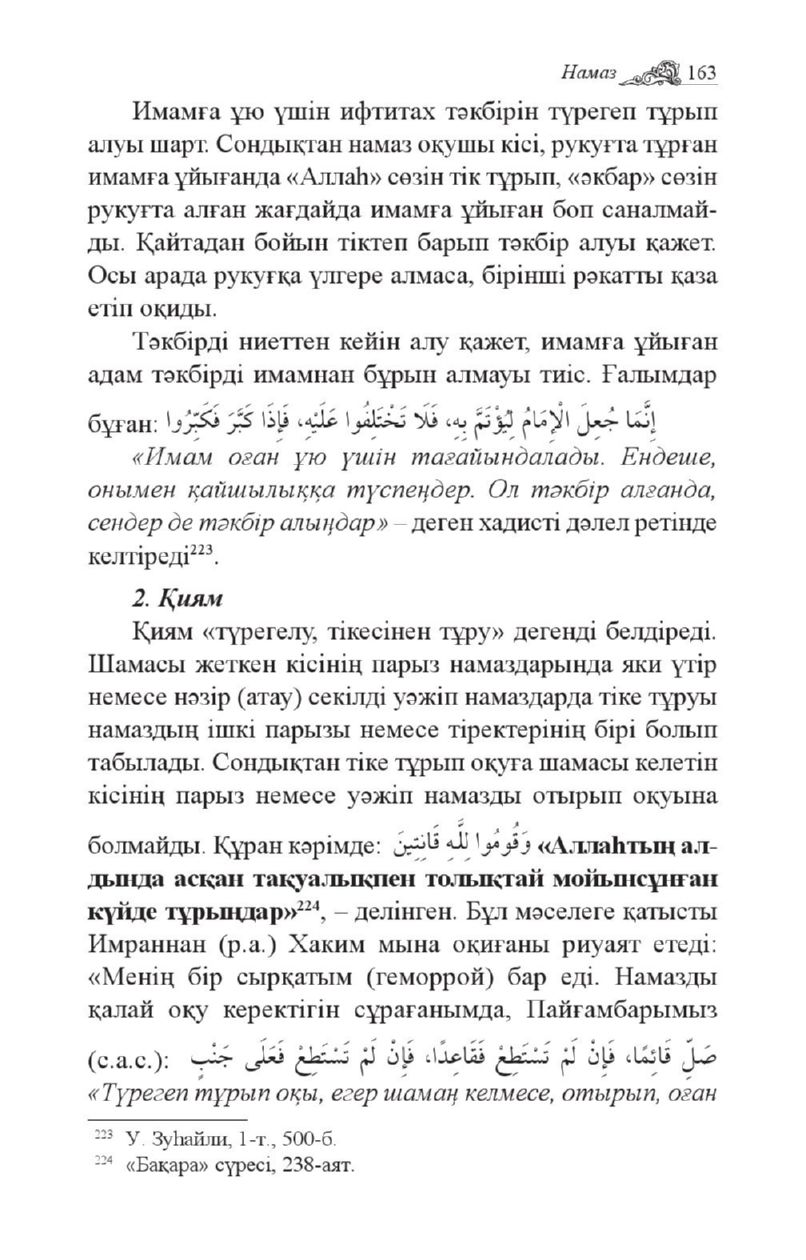 Намаз 163
Имамға ұю үшін ифтитах тәкбірін түрегеп тұрып
алуы шарт. Сондықтан намаз оқушы кісі, рукуғта тұрған
имамға ұйығанда «Аллаһ» сөзін тік тұрып, «әкбар» сөзін
рукуғта алған жағдайда имамға ұйыған боп саналмай-
ды. Қайтадан бойын тіктеп барып тәкбір алуы қажет.
Осы арада рукуғқа үлгере алмаса, бірінші рәкатты қаза
етіп оқиды.
Тәкбірді ниеттен кейін алу қажет, имамға ұйыған
адам тәкбірді имамнан бұрын алмауы тиіс. Ғалымдар
бұған: إِنَّمَا جُعِلَ الْإِمَامُ لِيُؤْتَمَّ بِهِ، فَلَا تَخْتَلِفُوا عَلَيْهِ، فَإِذَا كَبَّرَ فَكَبِّرُوا
«Имам оған ұю үшін тағайындалады. Ендеше,
онымен қайшылыққа түспеңдер. Ол тәкбір алғанда,
сендер де тәкбір алыңдар» – деген хадисті дәлел ретінде
келтіреді²²³.
2. Қиям
Қиям «түрегелу, тікесінен тұру» дегенді белдіреді.
Шамасы жеткен кісінің парыз намаздарында яки үтір
немесе нәзір (атау) секілді уәжіп намаздарда тіке тұруы
намаздың ішкі парызы немесе тіректерінің бірі болып
табылады. Сондықтан тіке тұрып оқуға шамасы келетін
кісінің парыз немесе уәжіп намазды отырып оқуына
болмайды. Құран кәрімде: وَقُومُوا لِلَّهِ قَانِتِينَ «Аллаһтың ал-
дында асқан тақуалықпен толықтай мойынсұнған
күйде тұрыңдар»²²⁴, – делінген. Бұл мәселеге қатысты
Имраннан (р.а.) Хаким мына оқиғаны риуаят етеді:
«Менің бір сырқатым (геморрой) бар еді. Намазды
қалай оқу керектігін сұрағанымда, Пайғамбарымыз
(с.а.с.): صَلِّ قَائِمًا، فَإِنْ لَمْ تَسْتَطِعْ فَقَاعِدًا، فَإِنْ لَمْ تَسْتَطِعْ فَعَلَى جَنْبٍ
«Түрегеп тұрып оқы, егер шамаң келмесе, отырып, оған
²²³ У. Зуһайли, 1-т., 500-б.
²²⁴ «Бақара» сүресі, 238-аят.